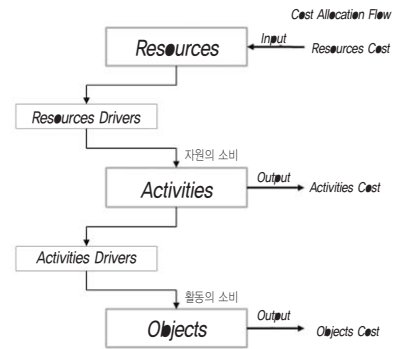 Cost Allocation Flow
Resources
Input
Resources Cost
Resources Drivers
자원의 소비
Activities
Output
Activities Cost
Activities Drivers
활동의 소비
Objects
Output
Objects Cost